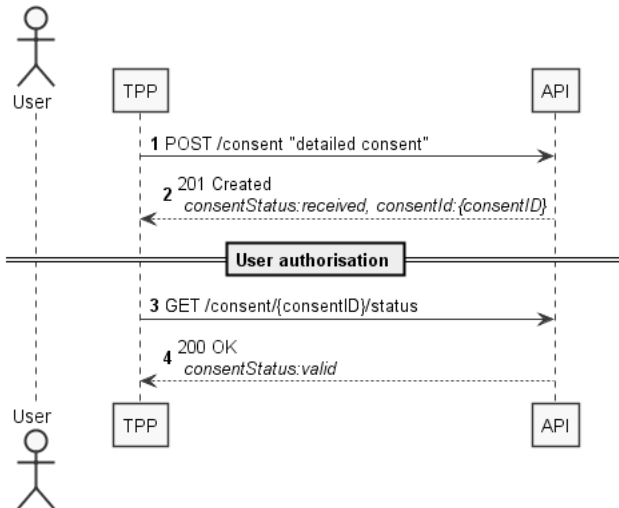 User
TPP
API
1 POST /consent "detailed consent"
2 201 Created
consentStatus:received, consentId:{consentID}
User authorisation
3 GET /consent/{consentID}/status
4 200 OK
consentStatus:valid
User
TPP
API